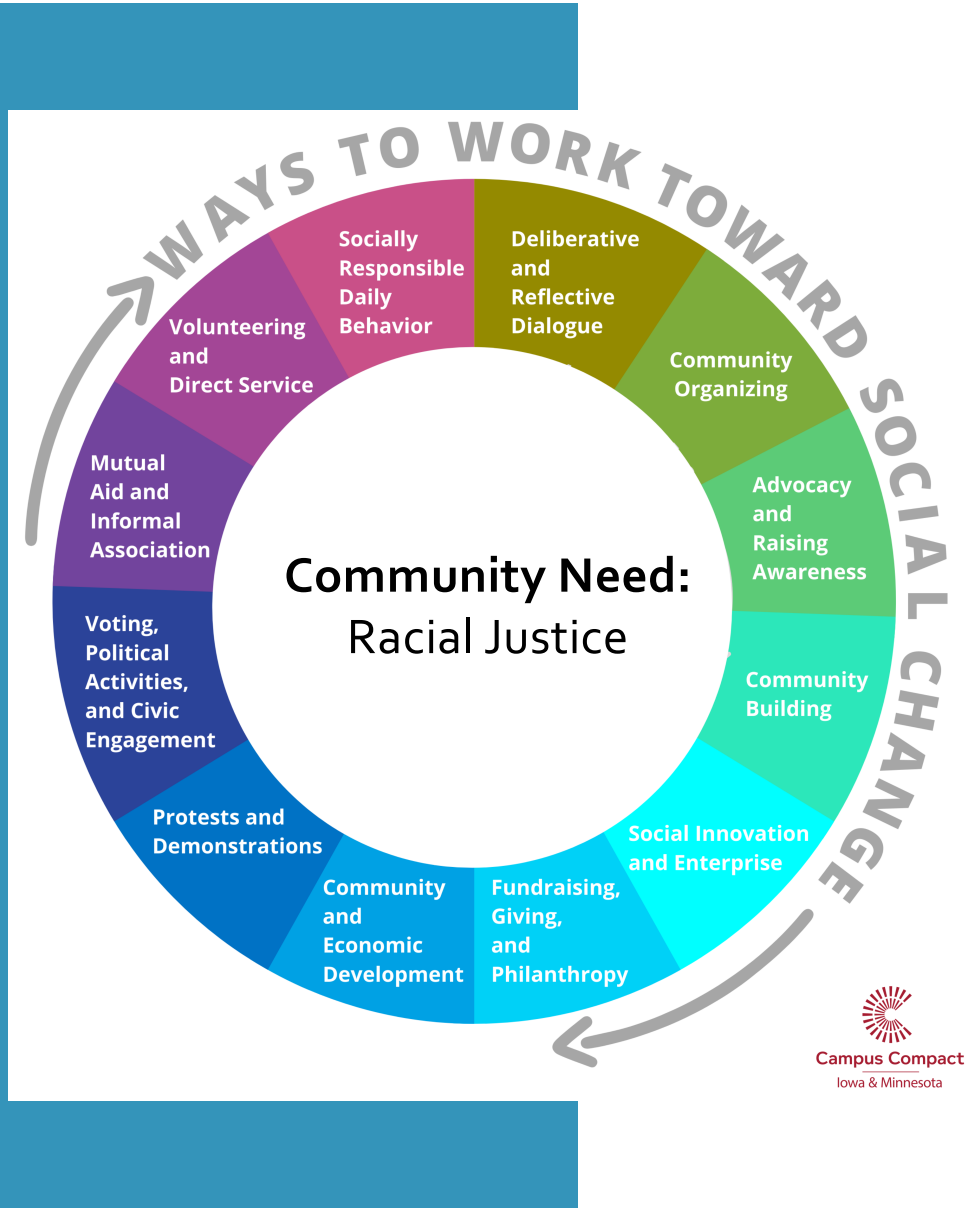 WAYS TO WORK TOWARD SOCIAL CHANGE
Socially
Responsible
Daily
Behavior
Deliberative
and
Reflective
Dialogue
Community
Organizing
Advocacy
and
Raising
Awareness
Community
Building
Social Innovation
and Enterprise
Fundraising,
Giving,
and
Philanthropy
Community
and
Economic
Development
Protests and
Demonstrations
Voting,
Political
Activities,
and Civic
Engagement
Mutual
Aid and
Informal
Association
Volunteering
and
Direct Service
Community Need:
Racial Justice
Campus Compact
Iowa & Minnesota